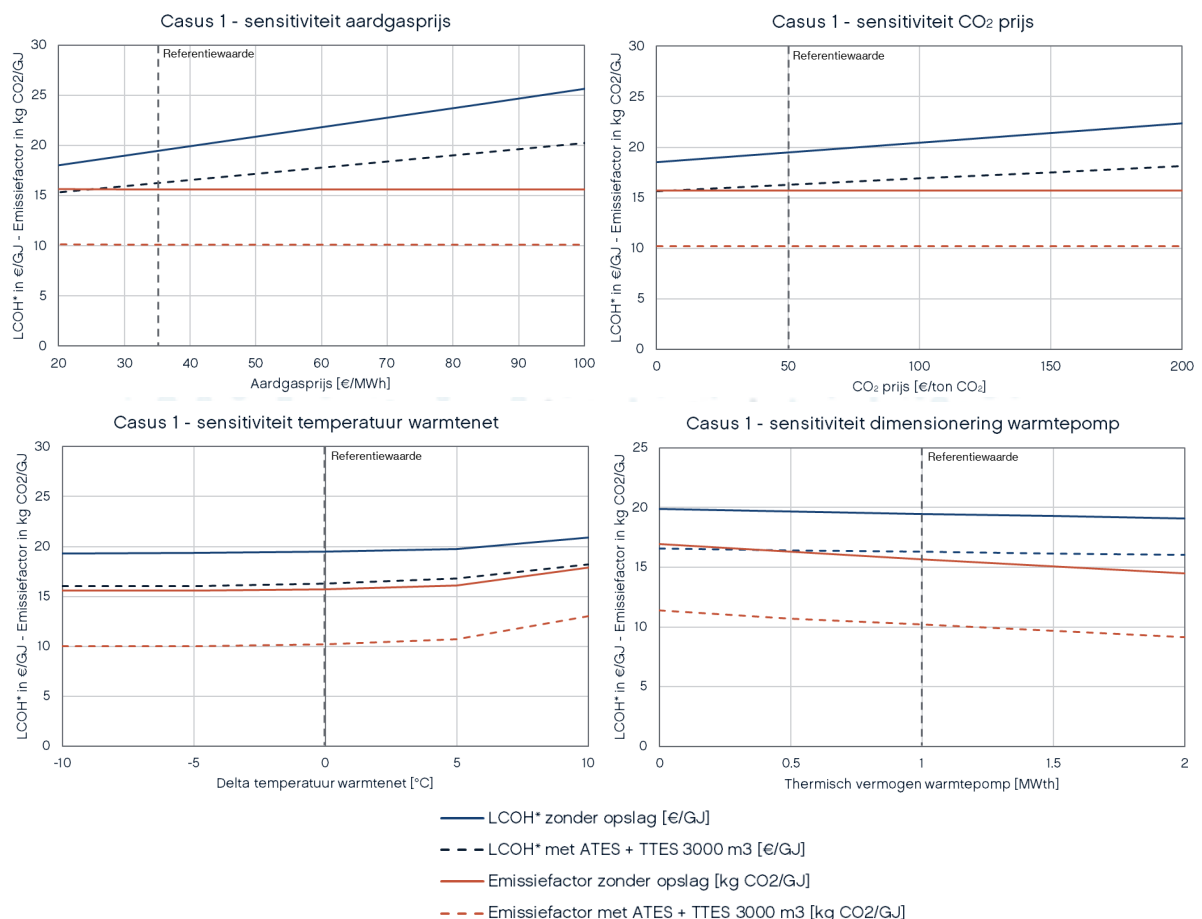 Casus 1 - sensitiviteit aardgasprijs
LCOH* in €/GJ - Emissiefactor in kg CO2/GJ
30
25
20
15
10
5
0
Referentiewaarde
20 30 40 50 60 70 80 90 100
Aardgasprijs [€/MWh]
Casus 1 - sensitiviteit CO₂ prijs
LCOH* in €/GJ - Emissiefactor in kg CO2/GJ
30
25
20
15
10
5
0
Referentiewaarde
0 50 100 150 200
CO₂ prijs [€/ton CO₂]
Casus 1 - sensitiviteit temperatuur warmtenet
LCOH* in €/GJ - Emissiefactor in kg CO2/GJ
30
25
20
15
10
5
0
Referentiewaarde
-10 -5 0 5 10
Delta temperatuur warmtenet [°C]
Casus 1 - sensitiviteit dimensionering warmtepomp
LCOH* in €/GJ - Emissiefactor in kg CO2/GJ
25
20
15
10
5
0
Referentiewaarde
0 0.5 1 1.5 2
Thermisch vermogen warmtepomp [MWth]
LCOH* zonder opslag [€/GJ]
LCOH* met ATES + TTES 3000 m3 [€/GJ]
Emissiefactor zonder opslag [kg CO2/GJ]
Emissiefactor met ATES + TTES 3000 m3 [kg CO2/GJ]